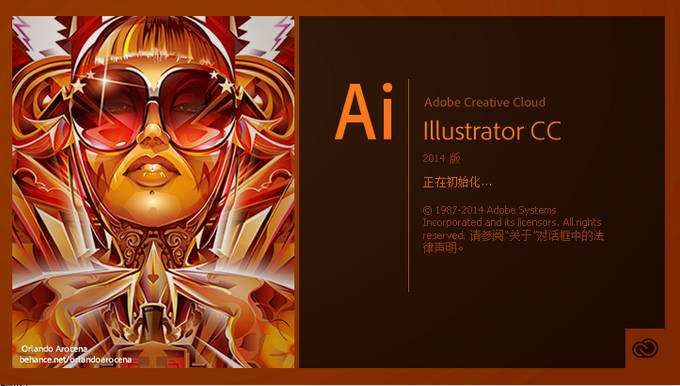 Ai
Adobe Creative Cloud
Illustrator CC
2014 版
正在初始化...
© 1987-2014 Adobe Systems
Incorporated and its licensors. All rights
reserved. 请参阅“关于”对话框中的法
律声明。
Orlando Arocena
behance.net/orlandoarocena